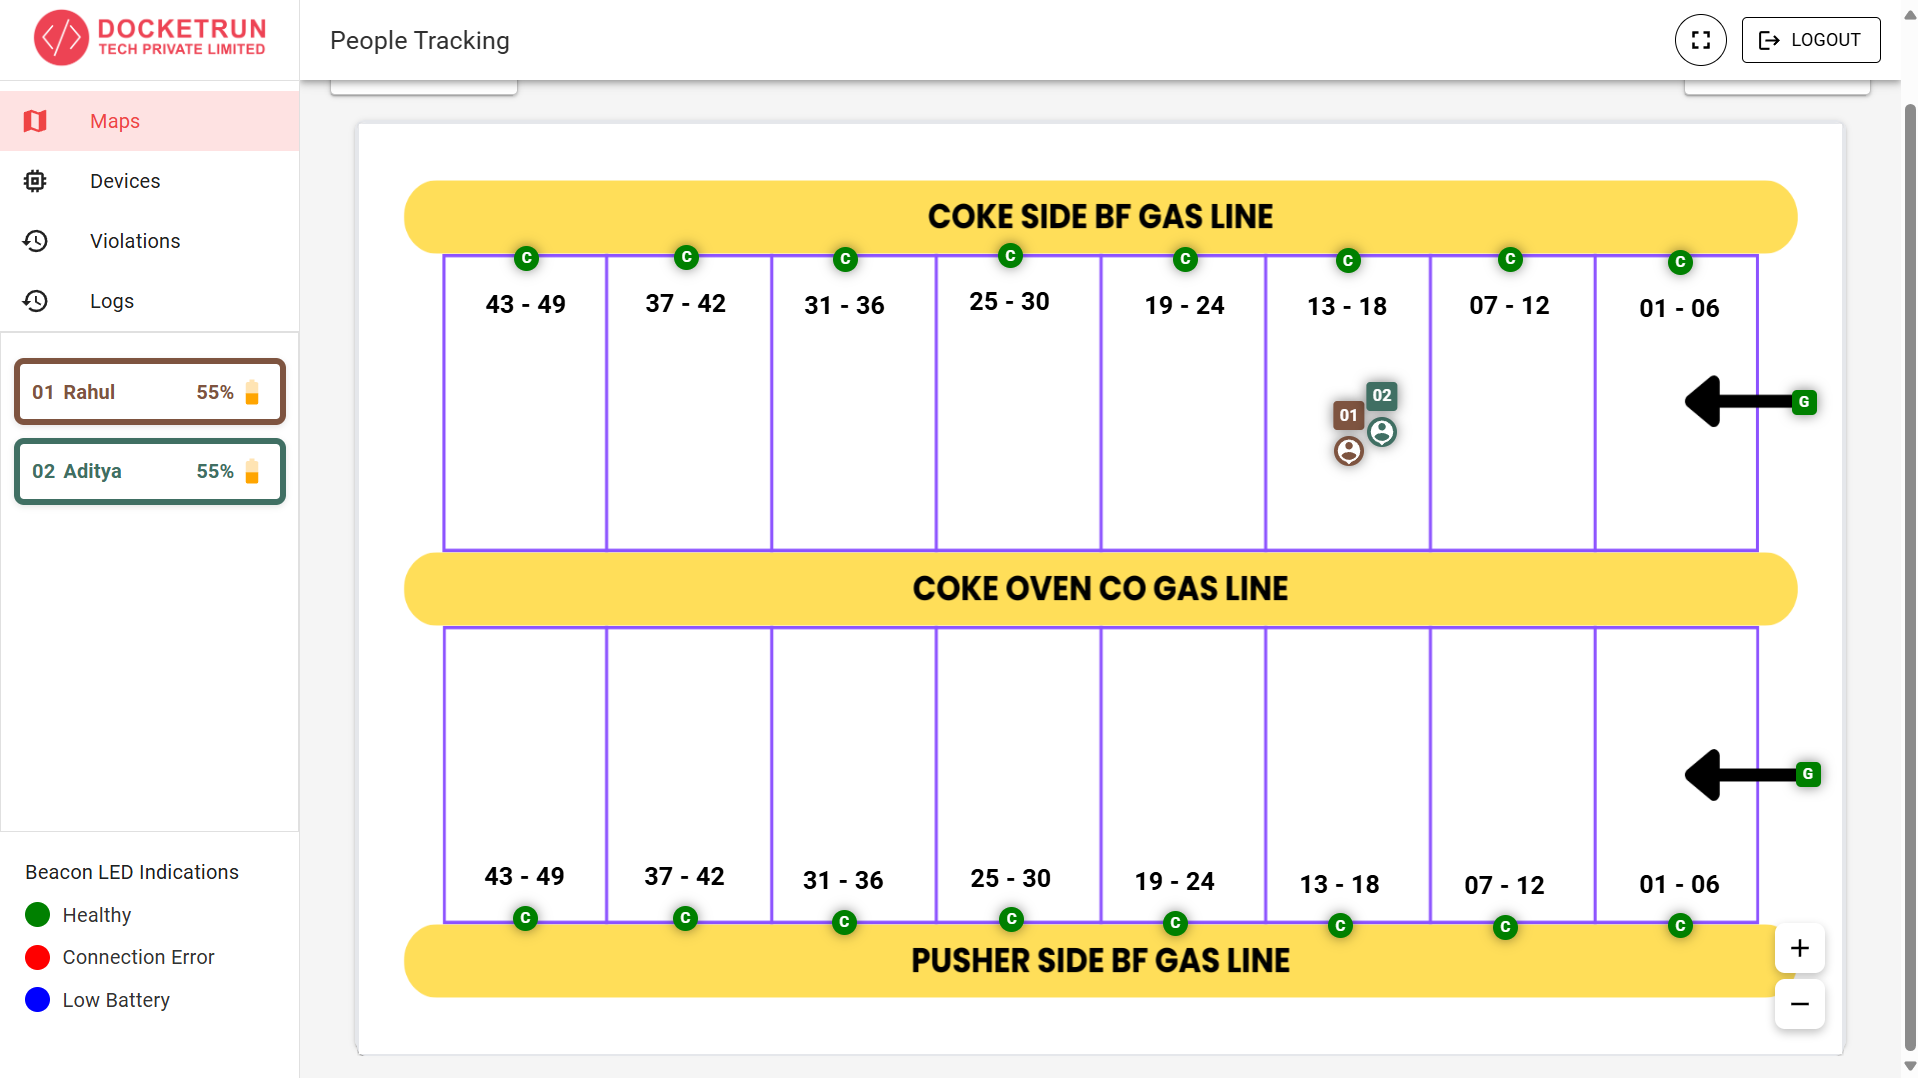 DOCKETRUN
TECH PRIVATE LIMITED
People Tracking
LOGOUT
Maps
Devices
Violations
Logs
01 Rahul 55%
02 Aditya 55%
Beacon LED Indications
Healthy
Connection Error
Low Battery
COKE SIDE BF GAS LINE
C C C C C C C C
43 - 49 37 - 42 31 - 36 25 - 30 19 - 24 13 - 18 07 - 12 01 - 06
02
01
G
COKE OVEN CO GAS LINE
G
43 - 49 37 - 42 31 - 36 25 - 30 19 - 24 13 - 18 07 - 12 01 - 06
C C C C C C C C
PUSHER SIDE BF GAS LINE
+
−